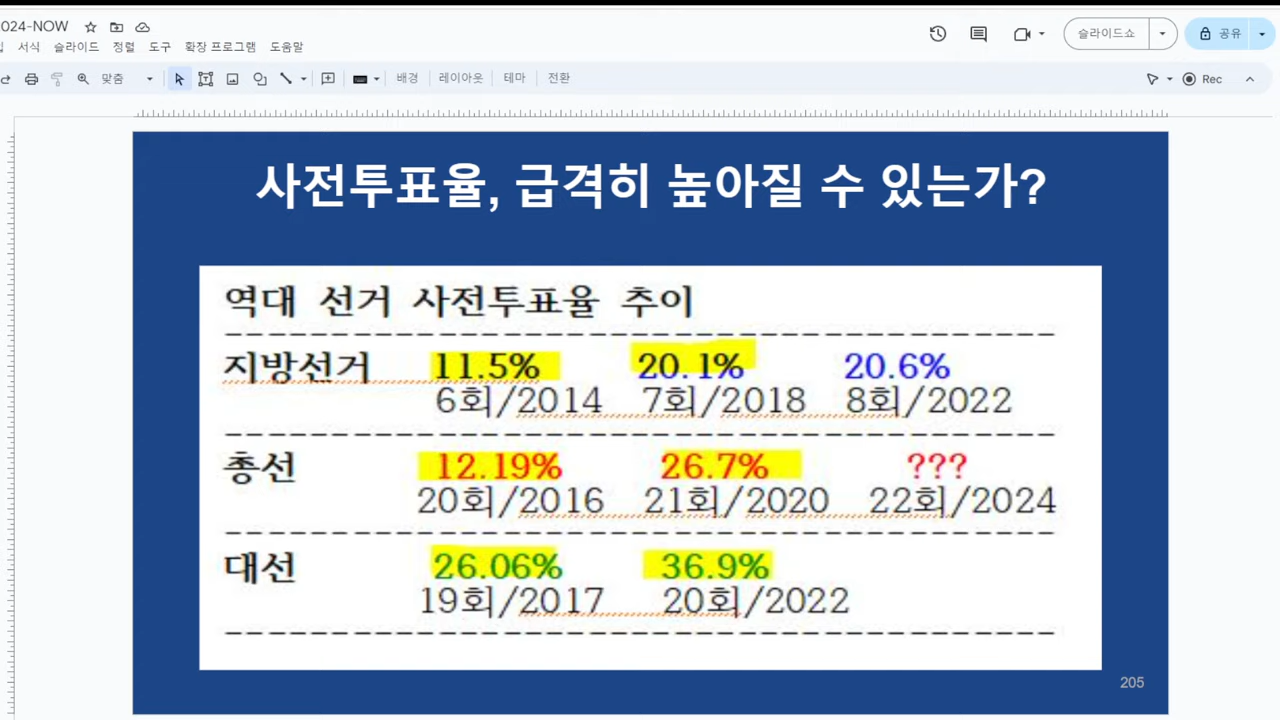 024-NOW
서식 슬라이드 정렬 도구 확장 프로그램 도움말
슬라이드쇼
공유
맞춤
배경 레이아웃 테마 전환
Rec
사전투표율, 급격히 높아질 수 있는가?
역대 선거 사전투표율 추이
지방선거 11.5% 20.1% 20.6%
6회/2014 7회/2018 8회/2022
총선 12.19% 26.7% ???
20회/2016 21회/2020 22회/2024
대선 26.06% 36.9%
19회/2017 20회/2022
205